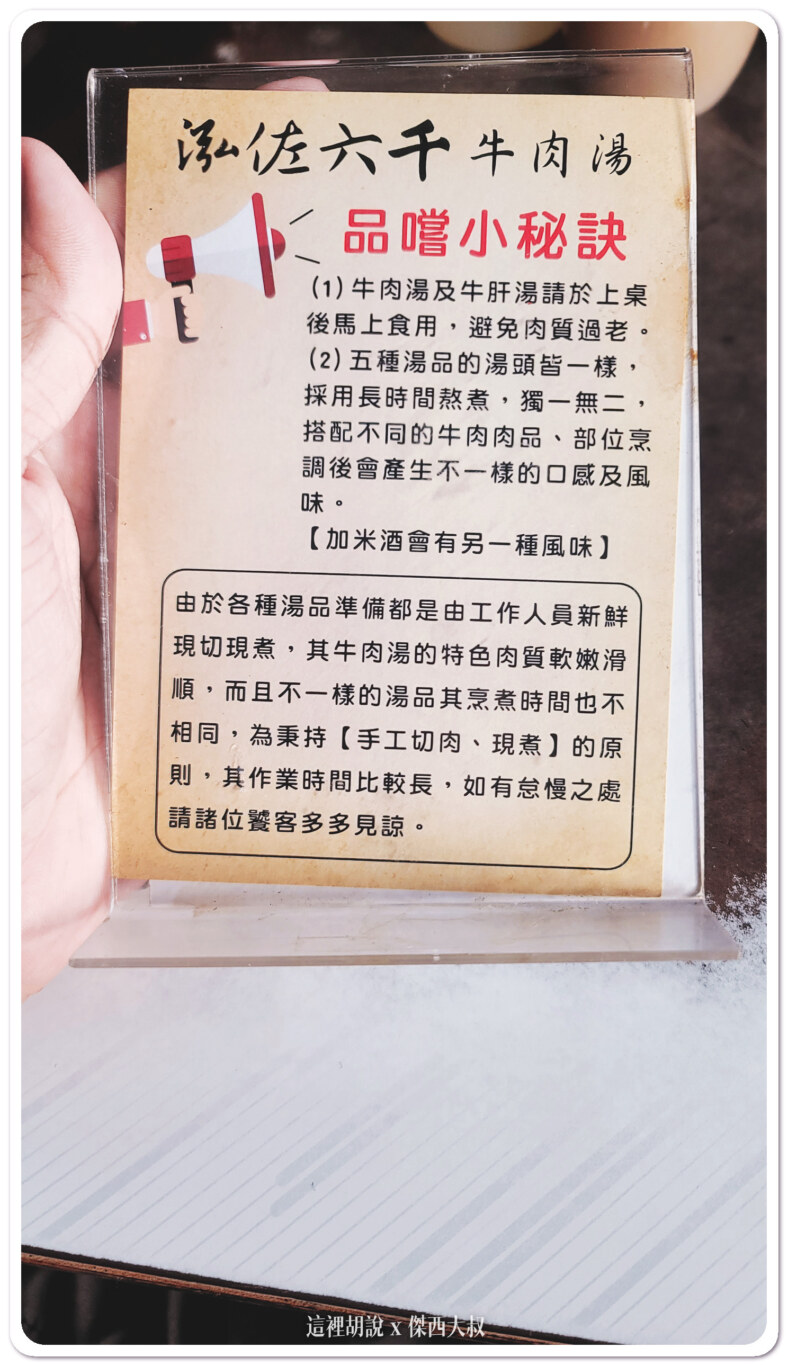 泓佐六千牛肉湯
品嚐小秘訣
(1)牛肉湯及牛肝湯請於上桌
後馬上食用，避免肉質過老。
(2)五種湯品的湯頭皆一樣，
採用長時間熬煮，獨一無二，
搭配不同的牛肉肉品、部位烹
調後會產生不一樣的口感及風
味。
【加米酒會有另一種風味】
由於各種湯品準備都是由工作人員新鮮
現切現煮，其牛肉湯的特色肉質軟嫩滑
順，而且不一樣的湯品其烹煮時間也不
相同，為秉持【手工切肉、現煮】的原
則，其作業時間比較長，如有怠慢之處
請諸位饕客多多見諒。
這裡胡說 x 傑西大叔